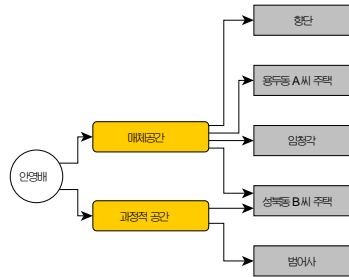 향단
용두동 A씨 주택
매체공간
임청각
안영배
성북동 B씨 주택
과정적 공간
범어사